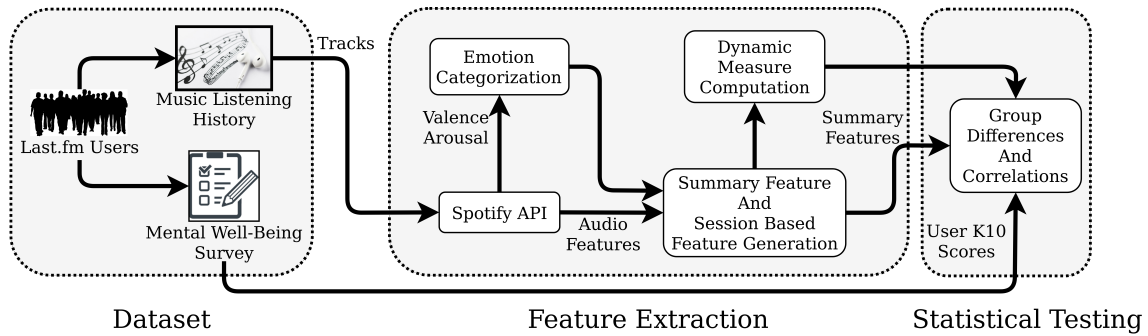 Last.fm Users
Music Listening
History
Mental Well-Being
Survey
Tracks
Emotion
Categorization
Valence
Arousal
Spotify API
Audio
Features
Dynamic
Measure
Computation
Summary Feature
And
Session Based
Feature Generation
Summary
Features
Group
Differences
And
Correlations
User K10
Scores
Dataset
Feature Extraction
Statistical Testing